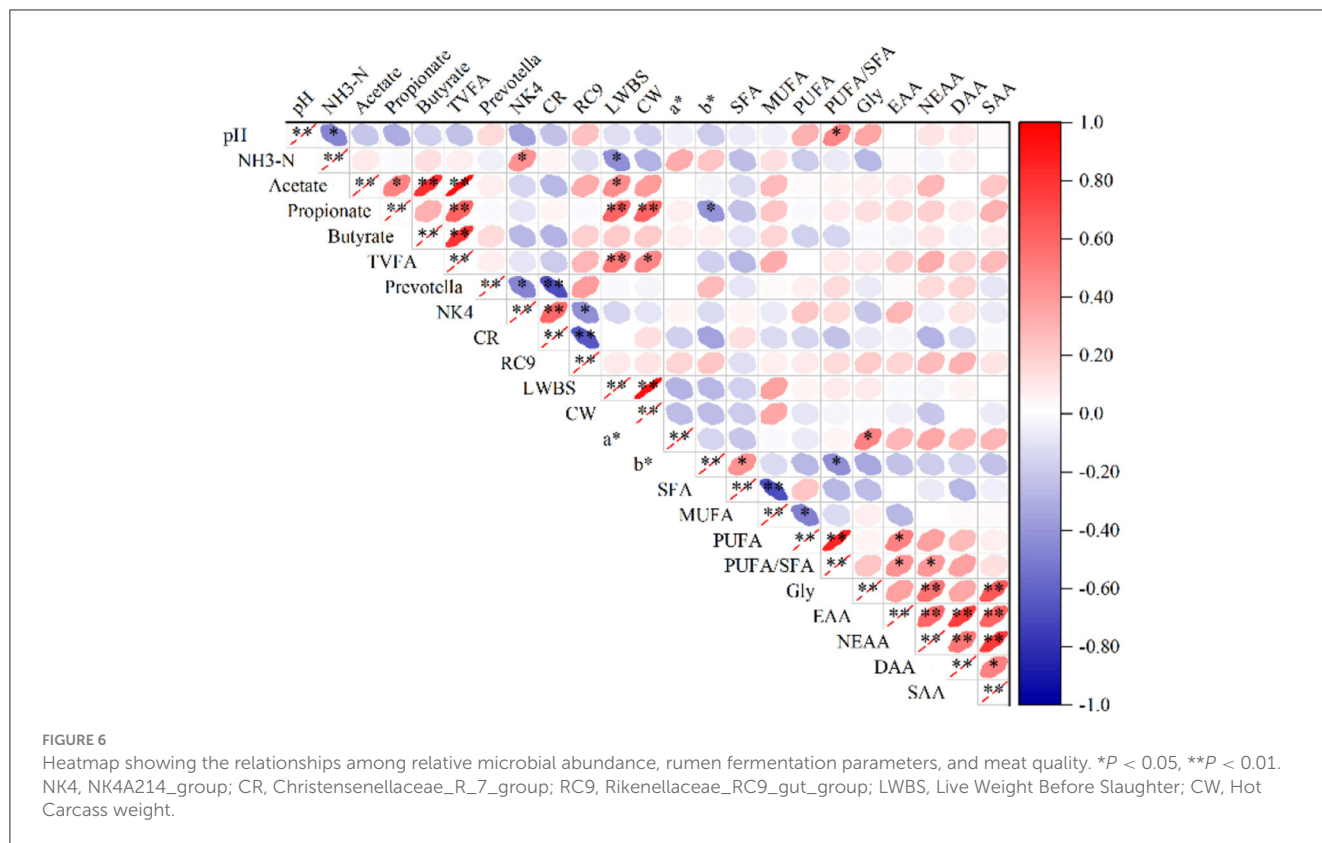 pH NH3-N Acetate Propionate Butyrate TVFA Prevotella NK4 CR RC9 LWBS CW a* b* SFA MUFA PUFA PUFA/SFA Gly EAA NEAA DAA SAA
pH ** * * 1.0
NH3-N ** * *
Acetate ** * ** ** * 0.80
Propionate ** ** ** ** *
Butyrate ** ** 0.60
TVFA ** ** *
Prevotella ** * ** 0.40
NK4 ** ** *
CR ** ** 0.20
RC9 **
LWBS ** ** 0.0
CW **
a* ** * -0.20
b* ** * *
SFA ** ** -0.40
MUFA ** *
PUFA ** ** * -0.60
PUFA/SFA ** * *
Gly ** ** **
EAA ** ** ** ** -0.80
NEAA ** ** **
DAA ** *
SAA ** -1.0
FIGURE 6
Heatmap showing the relationships among relative microbial abundance, rumen fermentation parameters, and meat quality. *P < 0.05, **P < 0.01.
NK4, NK4A214_group; CR, Christensenellaceae_R_7_group; RC9, Rikenellaceae_RC9_gut_group; LWBS, Live Weight Before Slaughter; CW, Hot
Carcass weight.